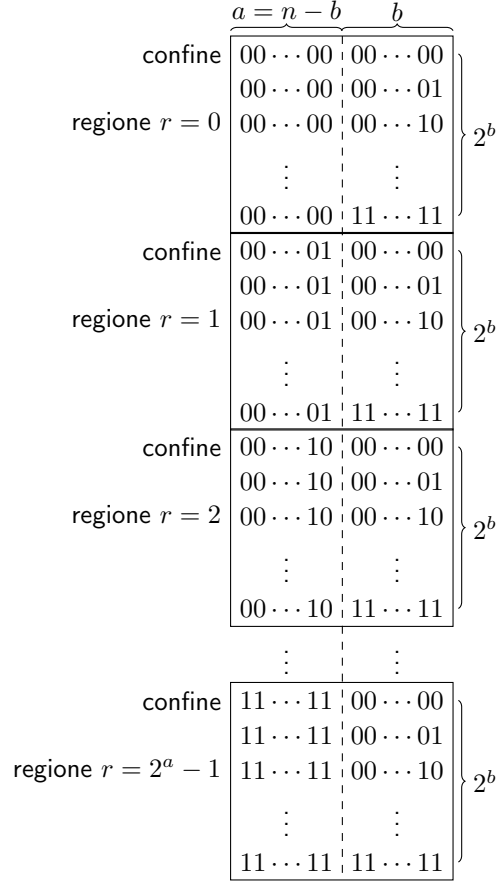 a = n − b b
confine 00 ⋯ 00 00 ⋯ 00
00 ⋯ 00 00 ⋯ 01
regione r = 0 00 ⋯ 00 00 ⋯ 10 2^b
⋮ ⋮
00 ⋯ 00 11 ⋯ 11
confine 00 ⋯ 01 00 ⋯ 00
00 ⋯ 01 00 ⋯ 01
regione r = 1 00 ⋯ 01 00 ⋯ 10 2^b
⋮ ⋮
00 ⋯ 01 11 ⋯ 11
confine 00 ⋯ 10 00 ⋯ 00
00 ⋯ 10 00 ⋯ 01
regione r = 2 00 ⋯ 10 00 ⋯ 10 2^b
⋮ ⋮
00 ⋯ 10 11 ⋯ 11
⋮ ⋮
confine 11 ⋯ 11 00 ⋯ 00
11 ⋯ 11 00 ⋯ 01
regione r = 2^a − 1 11 ⋯ 11 00 ⋯ 10 2^b
⋮ ⋮
11 ⋯ 11 11 ⋯ 11